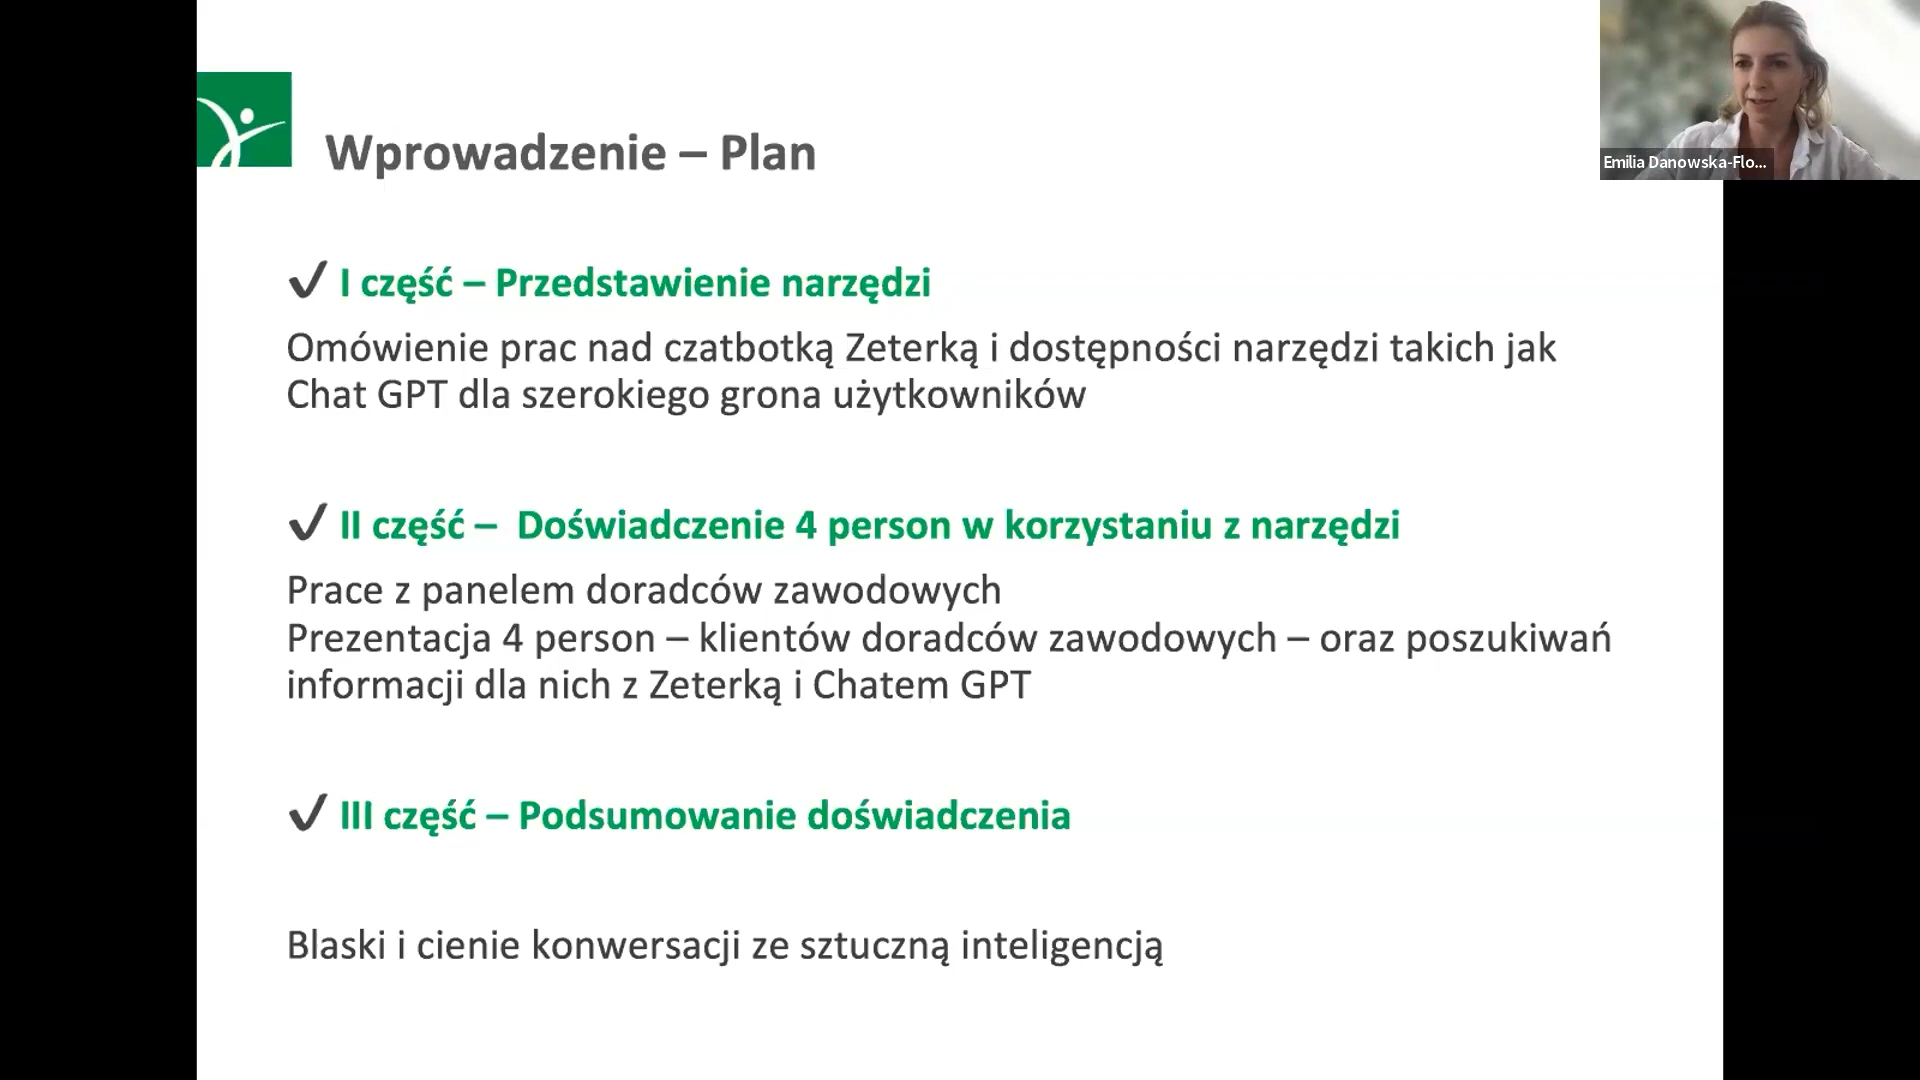 Wprowadzenie – Plan
Emilia Danowska-Flo...
I część – Przedstawienie narzędzi
Omówienie prac nad czatbotką Zeterką i dostępności narzędzi takich jak
Chat GPT dla szerokiego grona użytkowników
II część – Doświadczenie 4 person w korzystaniu z narzędzi
Prace z panelem doradców zawodowych
Prezentacja 4 person – klientów doradców zawodowych – oraz poszukiwań
informacji dla nich z Zeterką i Chatem GPT
III część – Podsumowanie doświadczenia
Blaski i cienie konwersacji ze sztuczną inteligencją